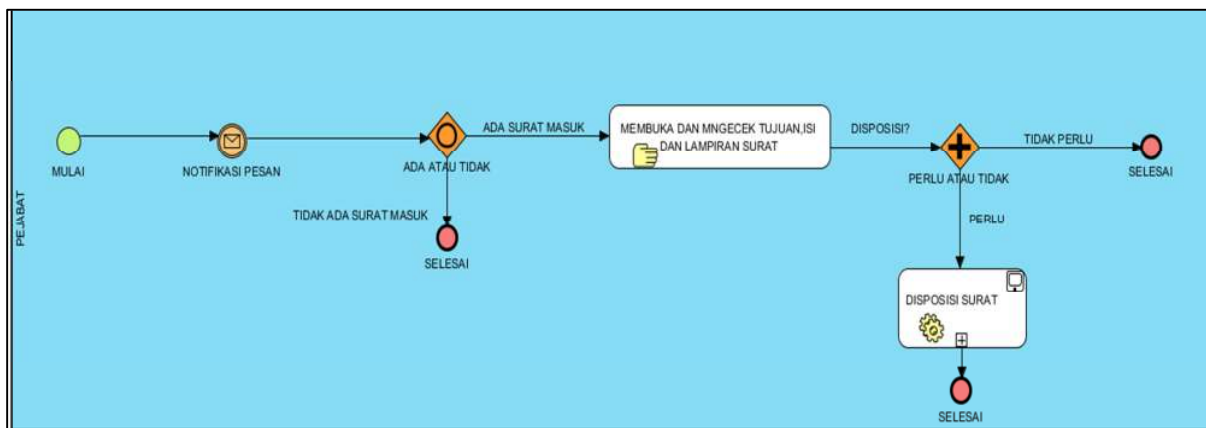 PEJABAT
MULAI
NOTIFIKASI PESAN
ADA ATAU TIDAK
ADA SURAT MASUK
TIDAK ADA SURAT MASUK
SELESAI
MEMBUKA DAN MNGECEK TUJUAN,ISI
DAN LAMPIRAN SURAT
DISPOSISI?
PERLU ATAU TIDAK
TIDAK PERLU
SELESAI
PERLU
DISPOSISI SURAT
SELESAI